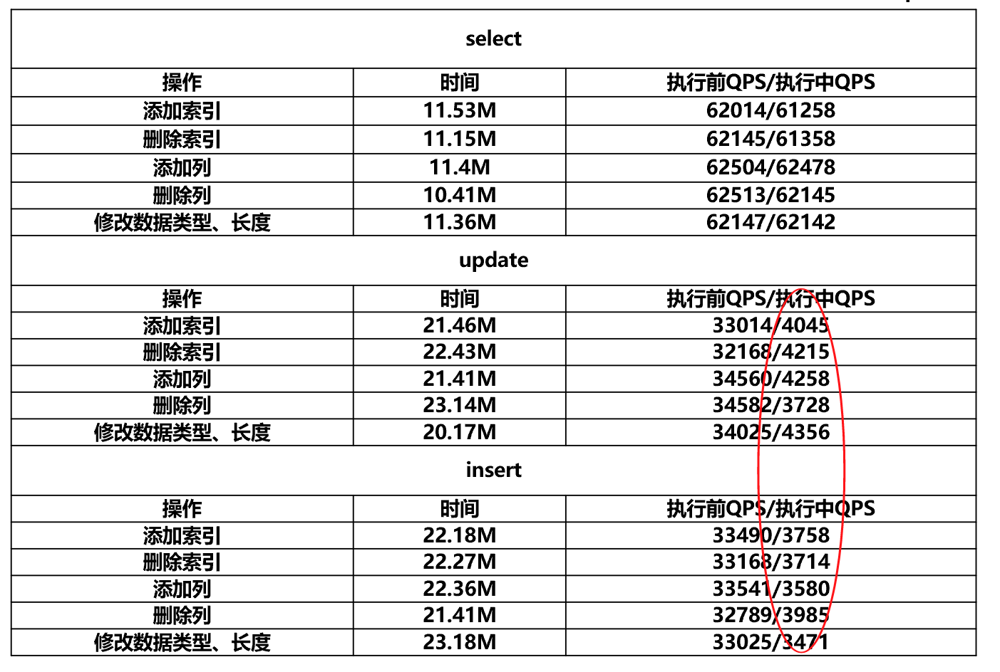 select
操作 时间 执行前QPS/执行中QPS
添加索引 11.53M 62014/61258
删除索引 11.15M 62145/61358
添加列 11.4M 62504/62478
删除列 10.41M 62513/62145
修改数据类型、长度 11.36M 62147/62142
update
操作 时间 执行前QPS/执行中QPS
添加索引 21.46M 33014/4045
删除索引 22.43M 32168/4215
添加列 21.41M 34560/4258
删除列 23.14M 34582/3728
修改数据类型、长度 20.17M 34025/4356
insert
操作 时间 执行前QPS/执行中QPS
添加索引 22.18M 33490/3758
删除索引 22.27M 33168/3714
添加列 22.36M 33541/3580
删除列 21.41M 32789/3985
修改数据类型、长度 23.18M 33025/3471